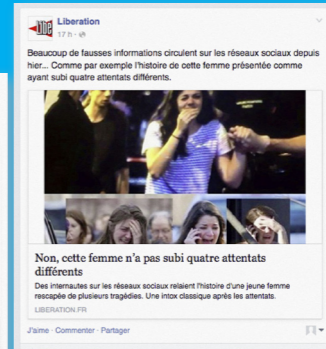 Liberation
17 h ·
Beaucoup de fausses informations circulent sur les réseaux sociaux depuis
hier... Comme par exemple l'histoire de cette femme présentée comme
ayant subi quatre attentats différents.
Non, cette femme n'a pas subi quatre attentats
différents
Des internautes sur les réseaux sociaux relaient l'histoire d'une jeune femme
rescapée de plusieurs tragédies. Une intox classique après les attentats.
LIBERATION.FR
J'aime · Commenter · Partager